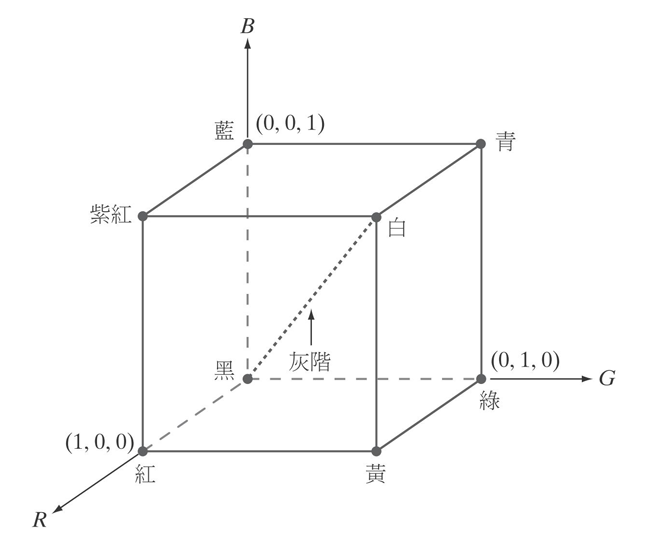 B
藍
(0, 0, 1)
青
紫紅
白
黑
灰階
(0, 1, 0)
G
綠
(1, 0, 0)
紅
黃
R